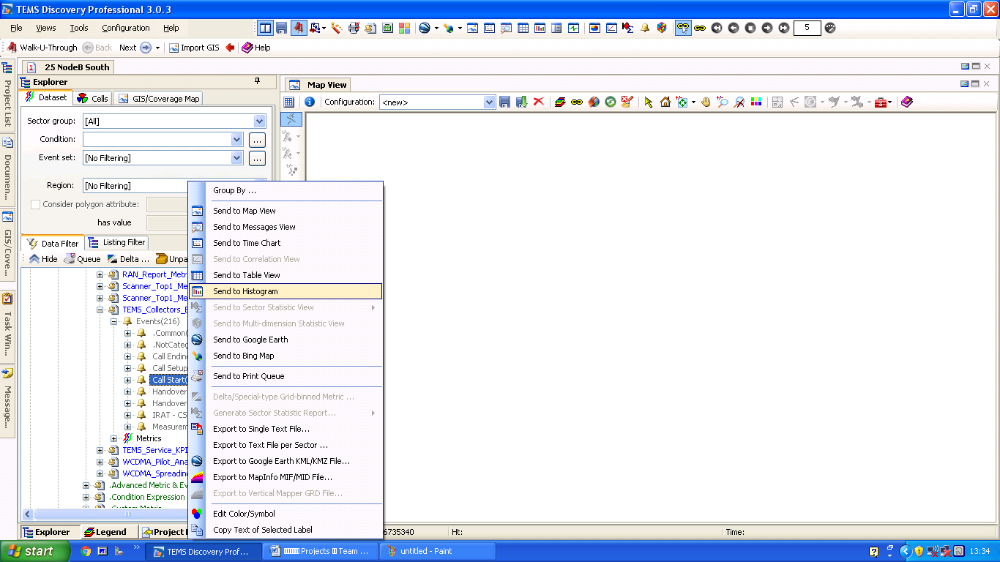 TEMS Discovery Professional 3.0.3
File Views Tools Configuration Help
5
Walk-U-Through Back Next Import GIS Help
25 NodeB South
Explorer
Map View
Dataset Cells GIS/Coverage Map
Configuration: <new>
Sector group: [All]
Condition: ...
Event set: [No Filtering] ...
Region: [No Filtering]
Consider polygon attribute:
has value
Data Filter Listing Filter
Hide Queue Delta ... Unpa
RAN_Report_Metr
Scanner_Top1_Me
Scanner_Top1_Me
TEMS_Collectors_E
Events(216)
.Common(
.NotCateg
Call Endin
Call Setup
Call Start(
Handover
Handover
IRAT - CS
Measurem
Metrics
TEMS_Service_KPI
WCDMA_Pilot_Ana
WCDMA_Spreadin
.Advanced Metric & Ev
.Condition Expression
.Custom Metric
Group By ...
Send to Map View
Send to Messages View
Send to Time Chart
Send to Correlation View
Send to Table View
Send to Histogram
Send to Sector Statistic View
Send to Multi-dimension Statistic View
Send to Google Earth
Send to Bing Map
Send to Print Queue
Delta/Special-type Grid-binned Metric ...
Generate Sector Statistic Report...
Export to Single Text File...
Export to Text File per Sector ...
Export to Google Earth KML/KMZ File...
Export to MapInfo MIF/MID File...
Export to Vertical Mapper GRD File...
Edit Color/Symbol
Copy Text of Selected Label
Project List
Documen...
GIS/Cove...
Task Win...
Message...
Explorer Legend Project
6735340 Ht: Time:
start TEMS Discovery Prof... Projects Team ... untitled - Paint 13:34